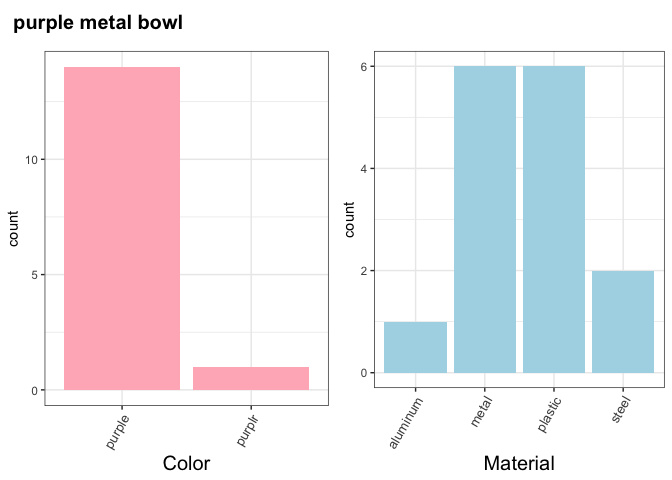 purple metal bowl
count
10
5
0
purple
purplr
Color
count
6
4
2
0
aluminum
metal
plastic
steel
Material